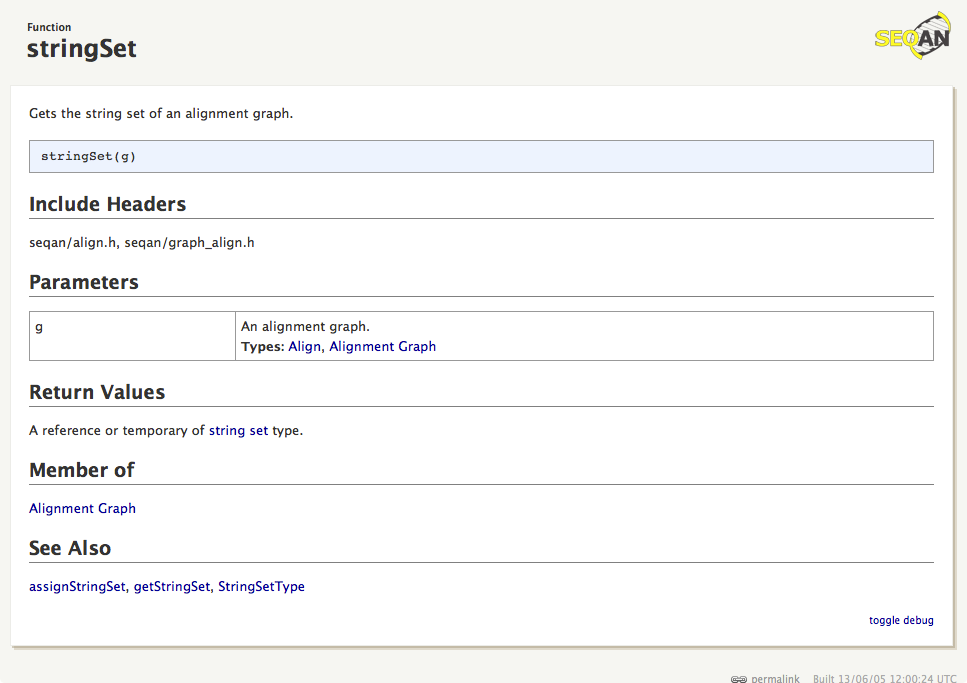 Function
stringSet
SEQAN
Gets the string set of an alignment graph.
stringSet(g)
Include Headers
seqan/align.h, seqan/graph_align.h
Parameters
g
An alignment graph.
Types: Align, Alignment Graph
Return Values
A reference or temporary of string set type.
Member of
Alignment Graph
See Also
assignStringSet, getStringSet, StringSetType
toggle debug
permalink Built 13/06/05 12:00:24 UTC